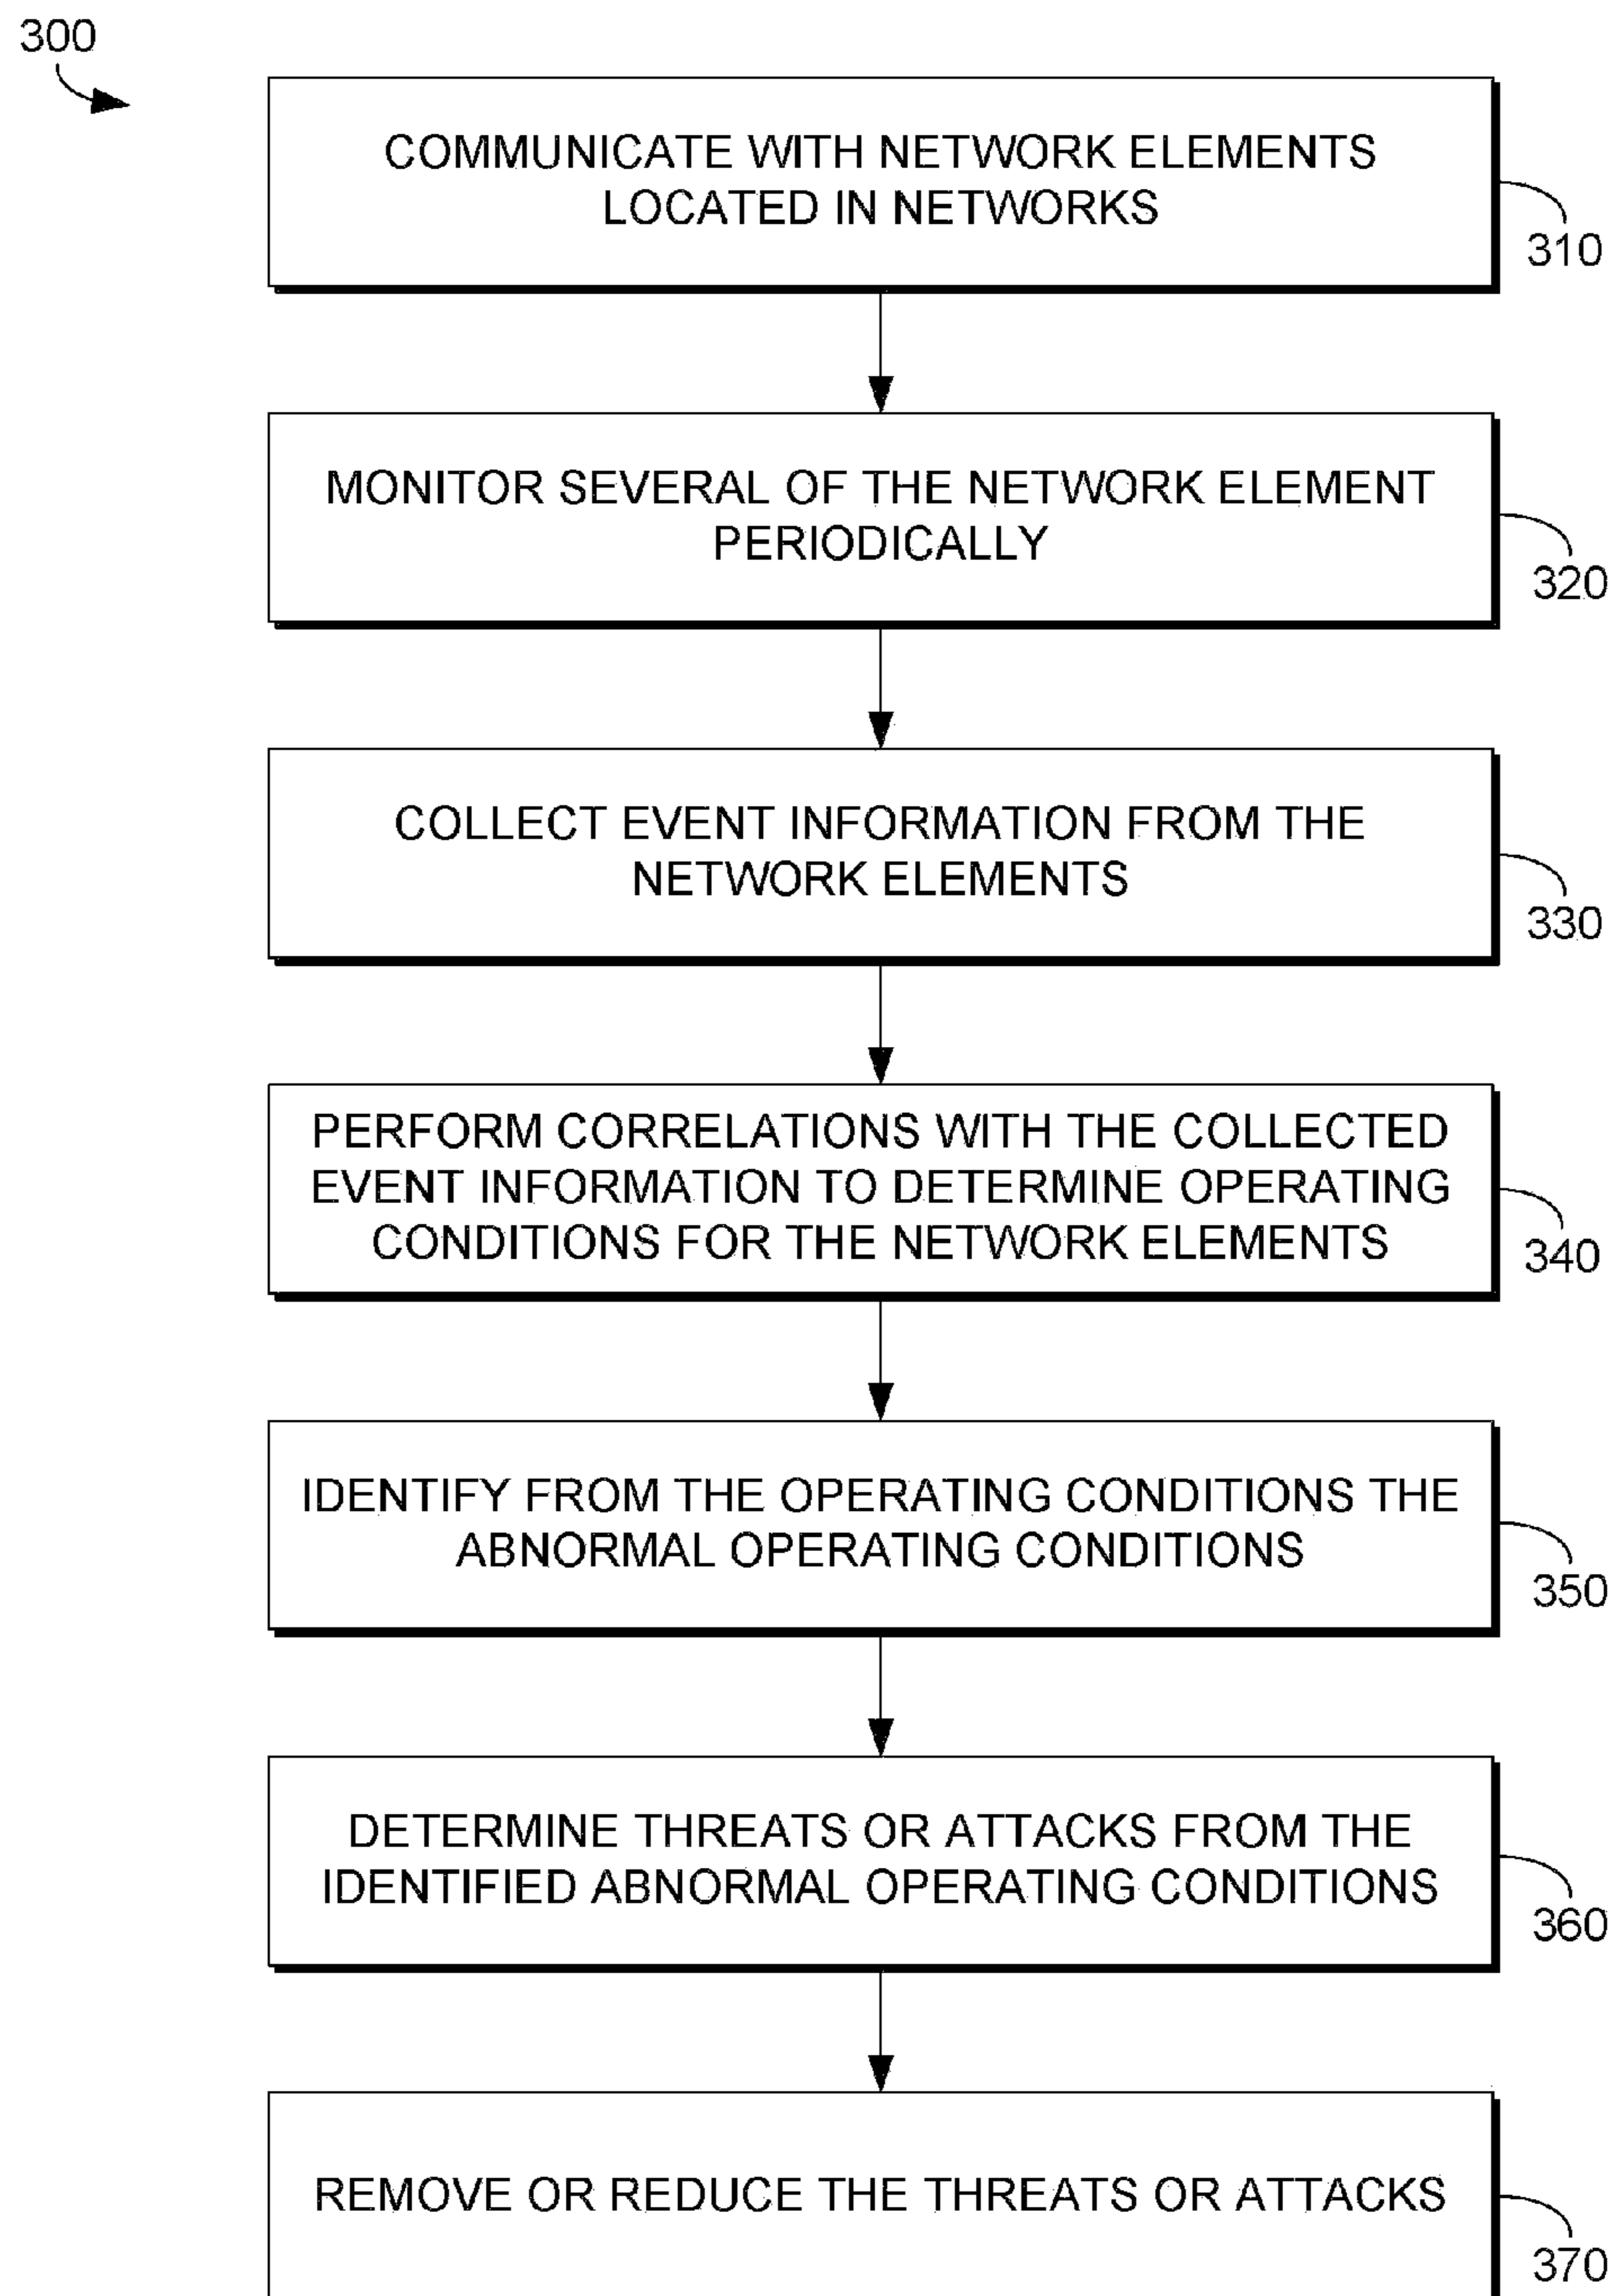 300
COMMUNICATE WITH NETWORK ELEMENTS
LOCATED IN NETWORKS
310
MONITOR SEVERAL OF THE NETWORK ELEMENT
PERIODICALLY
320
COLLECT EVENT INFORMATION FROM THE
NETWORK ELEMENTS
330
PERFORM CORRELATIONS WITH THE COLLECTED
EVENT INFORMATION TO DETERMINE OPERATING
CONDITIONS FOR THE NETWORK ELEMENTS
340
IDENTIFY FROM THE OPERATING CONDITIONS THE
ABNORMAL OPERATING CONDITIONS
350
DETERMINE THREATS OR ATTACKS FROM THE
IDENTIFIED ABNORMAL OPERATING CONDITIONS
360
REMOVE OR REDUCE THE THREATS OR ATTACKS
370